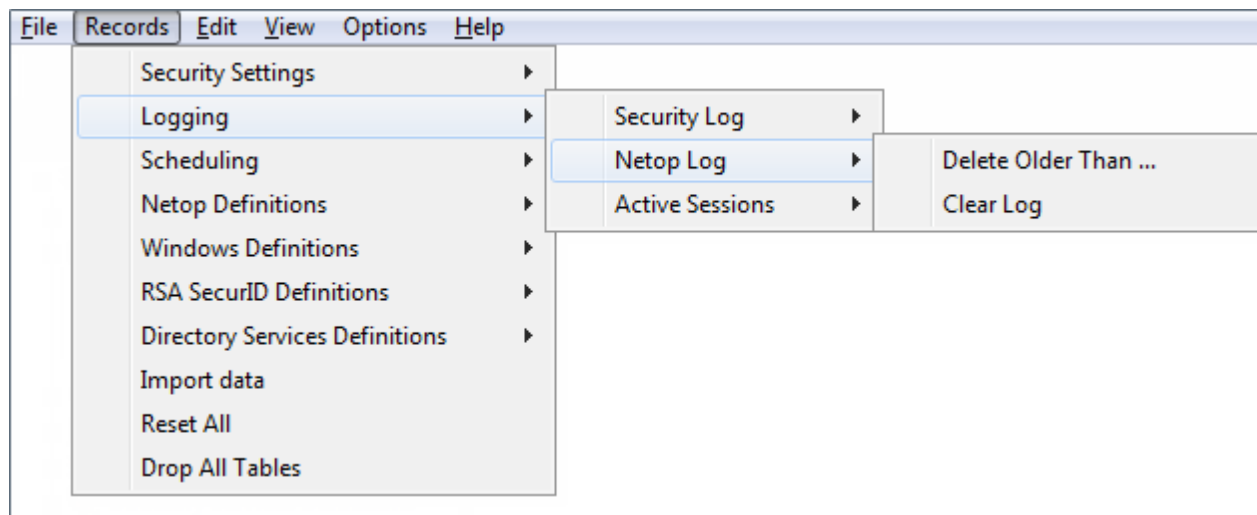 File Records Edit View Options Help
Security Settings
Logging
Scheduling
Netop Definitions
Windows Definitions
RSA SecurID Definitions
Directory Services Definitions
Import data
Reset All
Drop All Tables
Security Log
Netop Log
Active Sessions
Delete Older Than ...
Clear Log